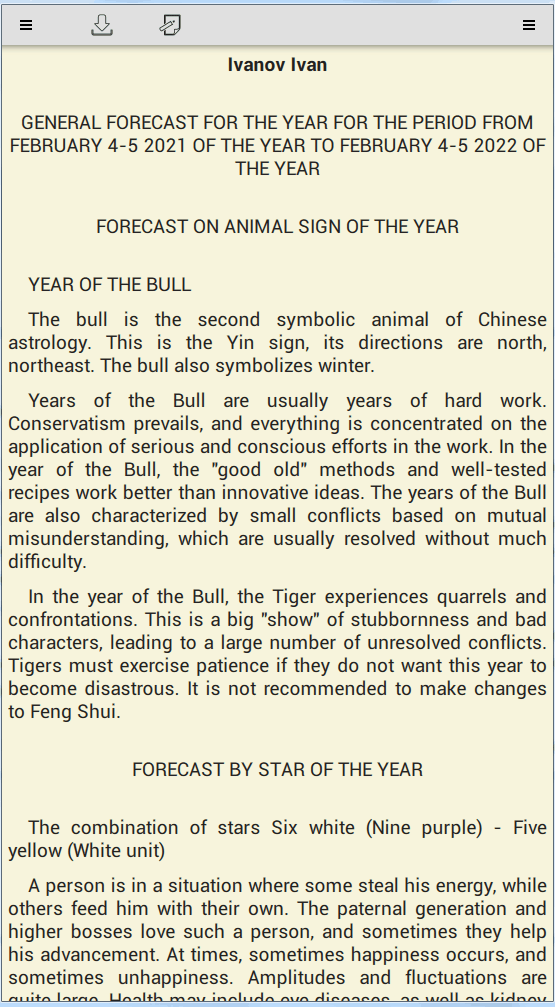 Ivanov Ivan
GENERAL FORECAST FOR THE YEAR FOR THE PERIOD FROM
FEBRUARY 4-5 2021 OF THE YEAR TO FEBRUARY 4-5 2022 OF
THE YEAR
FORECAST ON ANIMAL SIGN OF THE YEAR
YEAR OF THE BULL
The bull is the second symbolic animal of Chinese
astrology. This is the Yin sign, its directions are north,
northeast. The bull also symbolizes winter.
Years of the Bull are usually years of hard work.
Conservatism prevails, and everything is concentrated on the
application of serious and conscious efforts in the work. In the
year of the Bull, the "good old" methods and well-tested
recipes work better than innovative ideas. The years of the Bull
are also characterized by small conflicts based on mutual
misunderstanding, which are usually resolved without much
difficulty.
In the year of the Bull, the Tiger experiences quarrels and
confrontations. This is a big "show" of stubbornness and bad
characters, leading to a large number of unresolved conflicts.
Tigers must exercise patience if they do not want this year to
become disastrous. It is not recommended to make changes
to Feng Shui.
FORECAST BY STAR OF THE YEAR
The combination of stars Six white (Nine purple) - Five
yellow (White unit)
A person is in a situation where some steal his energy, while
others feed him with their own. The paternal generation and
higher bosses love such a person, and sometimes they help
his advancement. At times, sometimes happiness occurs, and
sometimes unhappiness. Amplitudes and fluctuations are
quite large. Health may include eye diseases, as well as kidney